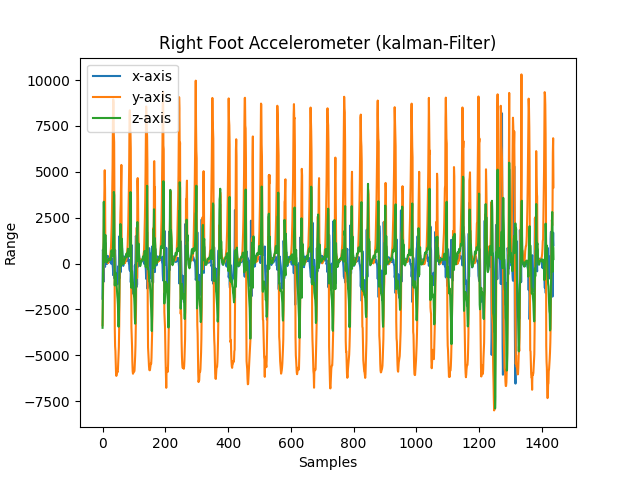 Right Foot Accelerometer (kalman-Filter)
x-axis
y-axis
z-axis
10000
7500
5000
2500
0
−2500
−5000
−7500
Range
0 200 400 600 800 1000 1200 1400
Samples